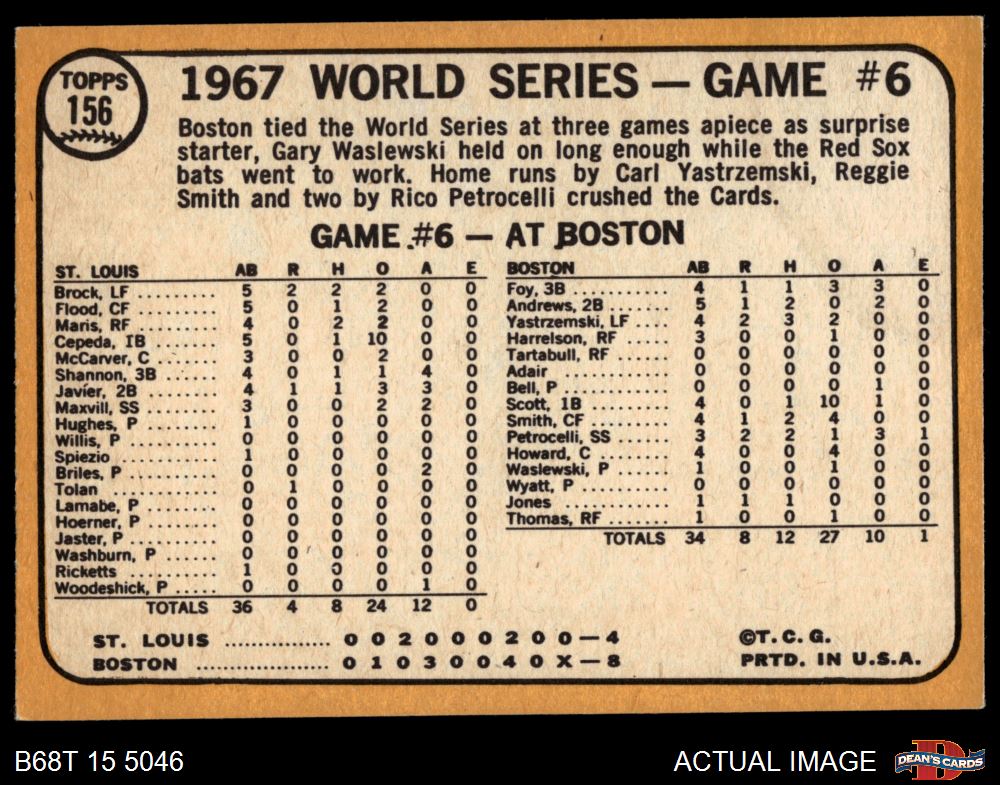 TOPPS
156
1967 WORLD SERIES — GAME #6
Boston tied the World Series at three games apiece as surprise
starter, Gary Waslewski held on long enough while the Red Sox
bats went to work. Home runs by Carl Yastrzemski, Reggie
Smith and two by Rico Petrocelli crushed the Cards.
GAME #6 — AT BOSTON
ST. LOUIS AB R H O A E
Brock, LF ......... 5 2 2 2 0 0
Flood, CF ......... 5 0 1 2 0 0
Maris, RF ......... 4 0 2 2 0 0
Cepeda, 1B ........ 5 0 1 10 0 0
McCarver, C ....... 3 0 0 2 0 0
Shannon, 3B ...... 4 0 1 1 4 0
Javier, 2B ........ 4 1 1 3 3 0
Maxvill, SS ....... 3 0 0 2 2 0
Hughes, P ........ 1 0 0 0 0 0
Willis, P .......... 0 0 0 0 0 0
Spiezio ........... 1 0 0 0 0 0
Briles, P .......... 0 0 0 0 2 0
Tolan ............ 0 1 0 0 0 0
Lamabe, P ........ 0 0 0 0 0 0
Hoerner, P ....... 0 0 0 0 0 0
Jaster, P ......... 0 0 0 0 0 0
Washburn, P ..... 0 0 0 0 0 0
Ricketts .......... 1 0 0 0 0 0
Woodeshick, P .... 0 0 0 0 1 0
TOTALS 36 4 8 24 12 0
BOSTON AB R H O A E
Foy, 3B ........... 4 1 1 3 3 0
Andrews, 2B ....... 5 1 2 0 2 0
Yastrzemski, LF .... 4 2 3 2 0 0
Harrelson, RF ..... 3 0 0 1 0 0
Tartabull, RF ...... 0 0 0 0 0 0
Adair ............. 0 0 0 0 0 0
Bell, P ............ 0 0 0 0 1 0
Scott, 1B .......... 4 0 1 10 1 0
Smith, CF ......... 4 1 2 4 0 0
Petrocelli, SS ...... 3 2 2 1 3 1
Howard, C ........ 4 0 0 4 0 0
Waslewski, P ...... 1 0 0 1 0 0
Wyatt, P .......... 0 0 0 0 0 0
Jones ............. 1 1 1 0 0 0
Thomas, RF ....... 1 0 0 1 0 0
TOTALS 34 8 12 27 10 1
ST. LOUIS ............... 0 0 2 0 0 0 2 0 0 — 4
BOSTON ................... 0 1 0 3 0 0 4 0 X — 8
©T. C. G.
PRTD. IN U.S.A.
B68T 15 5046
ACTUAL IMAGE
D
DEAN'S CARDS